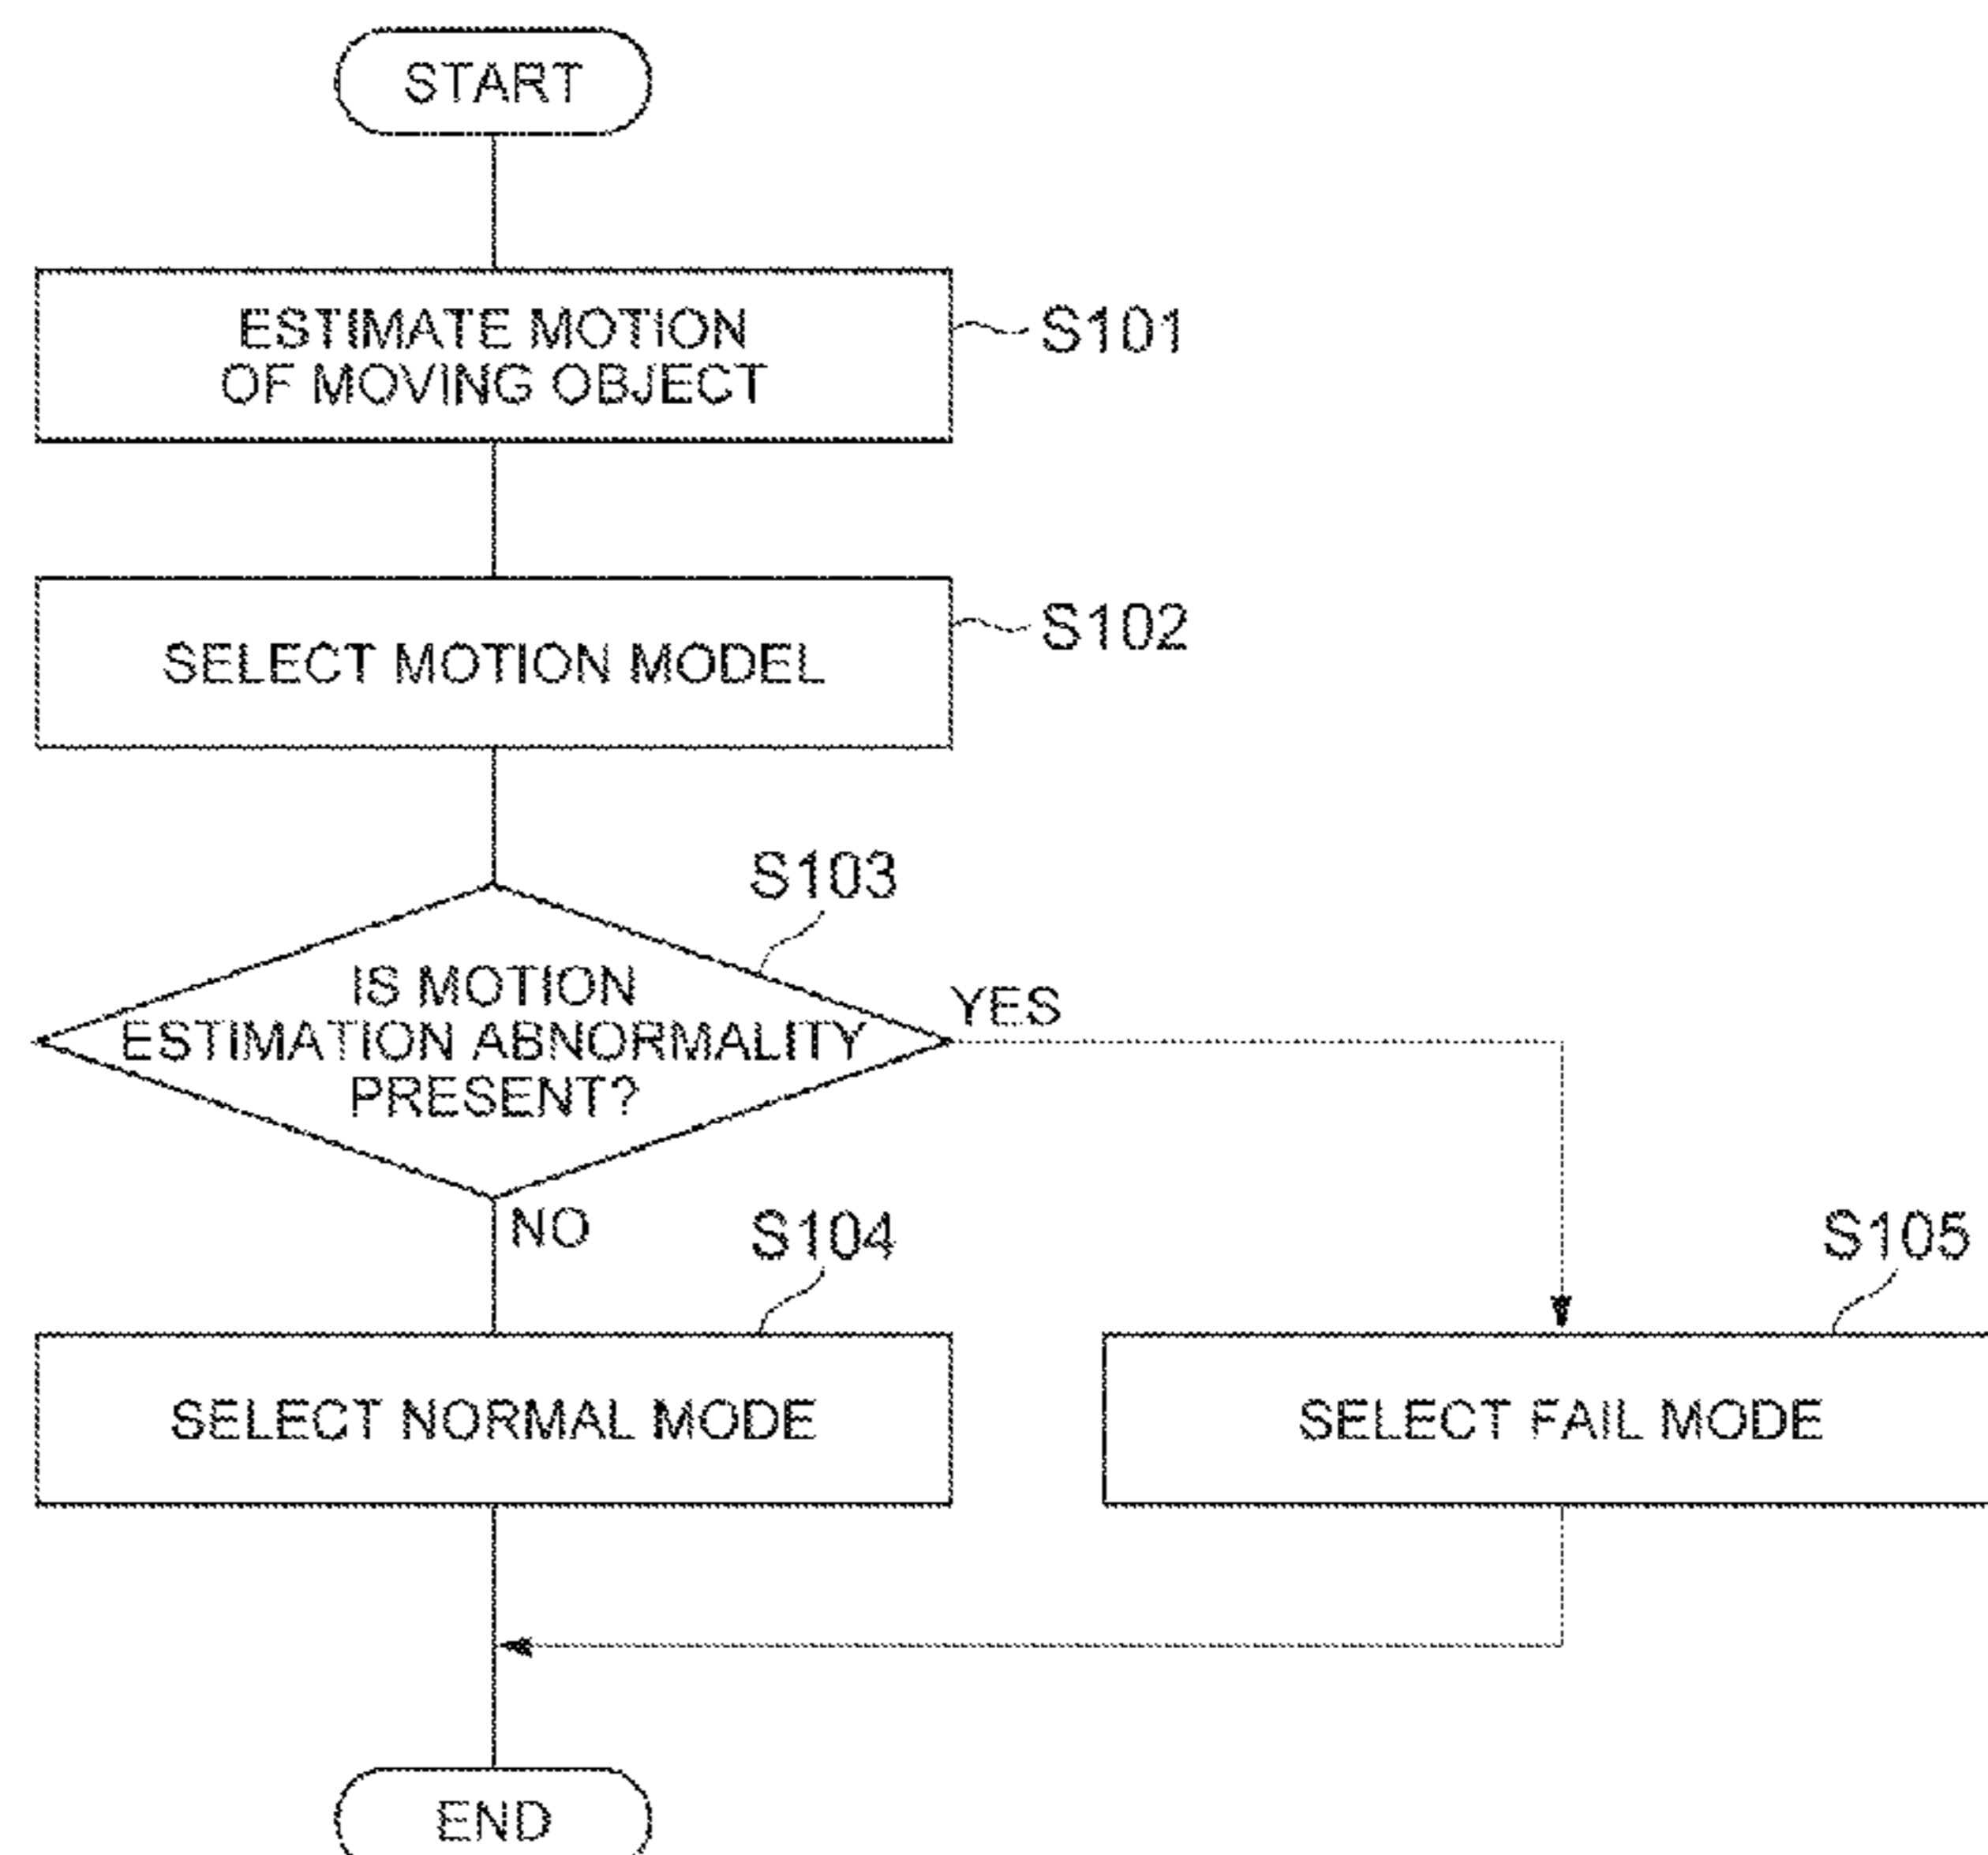 START
ESTIMATE MOTION
OF MOVING OBJECT
S101
SELECT MOTION MODEL
S102
S103
IS MOTION
ESTIMATION ABNORMALITY
PRESENT?
YES
NO
S104
SELECT NORMAL MODE
S105
SELECT FAIL MODE
END